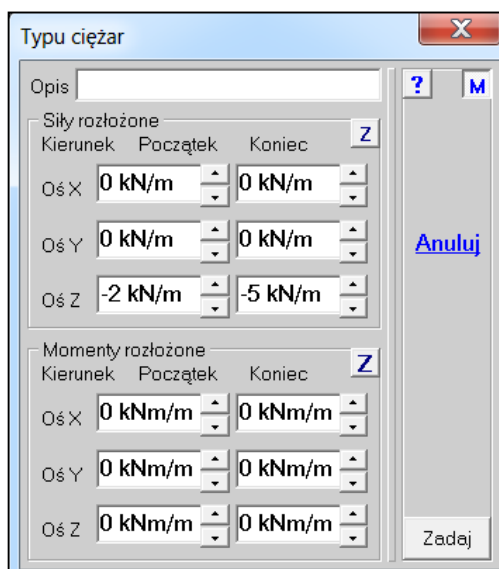 Typu ciężar X
Opis ? M
Siły rozłożone Z
Kierunek Początek Koniec
Oś X 0 kN/m 0 kN/m
Oś Y 0 kN/m 0 kN/m Anuluj
Oś Z -2 kN/m -5 kN/m
Momenty rozłożone Z
Kierunek Początek Koniec
Oś X 0 kNm/m 0 kNm/m
Oś Y 0 kNm/m 0 kNm/m
Oś Z 0 kNm/m 0 kNm/m Zadaj